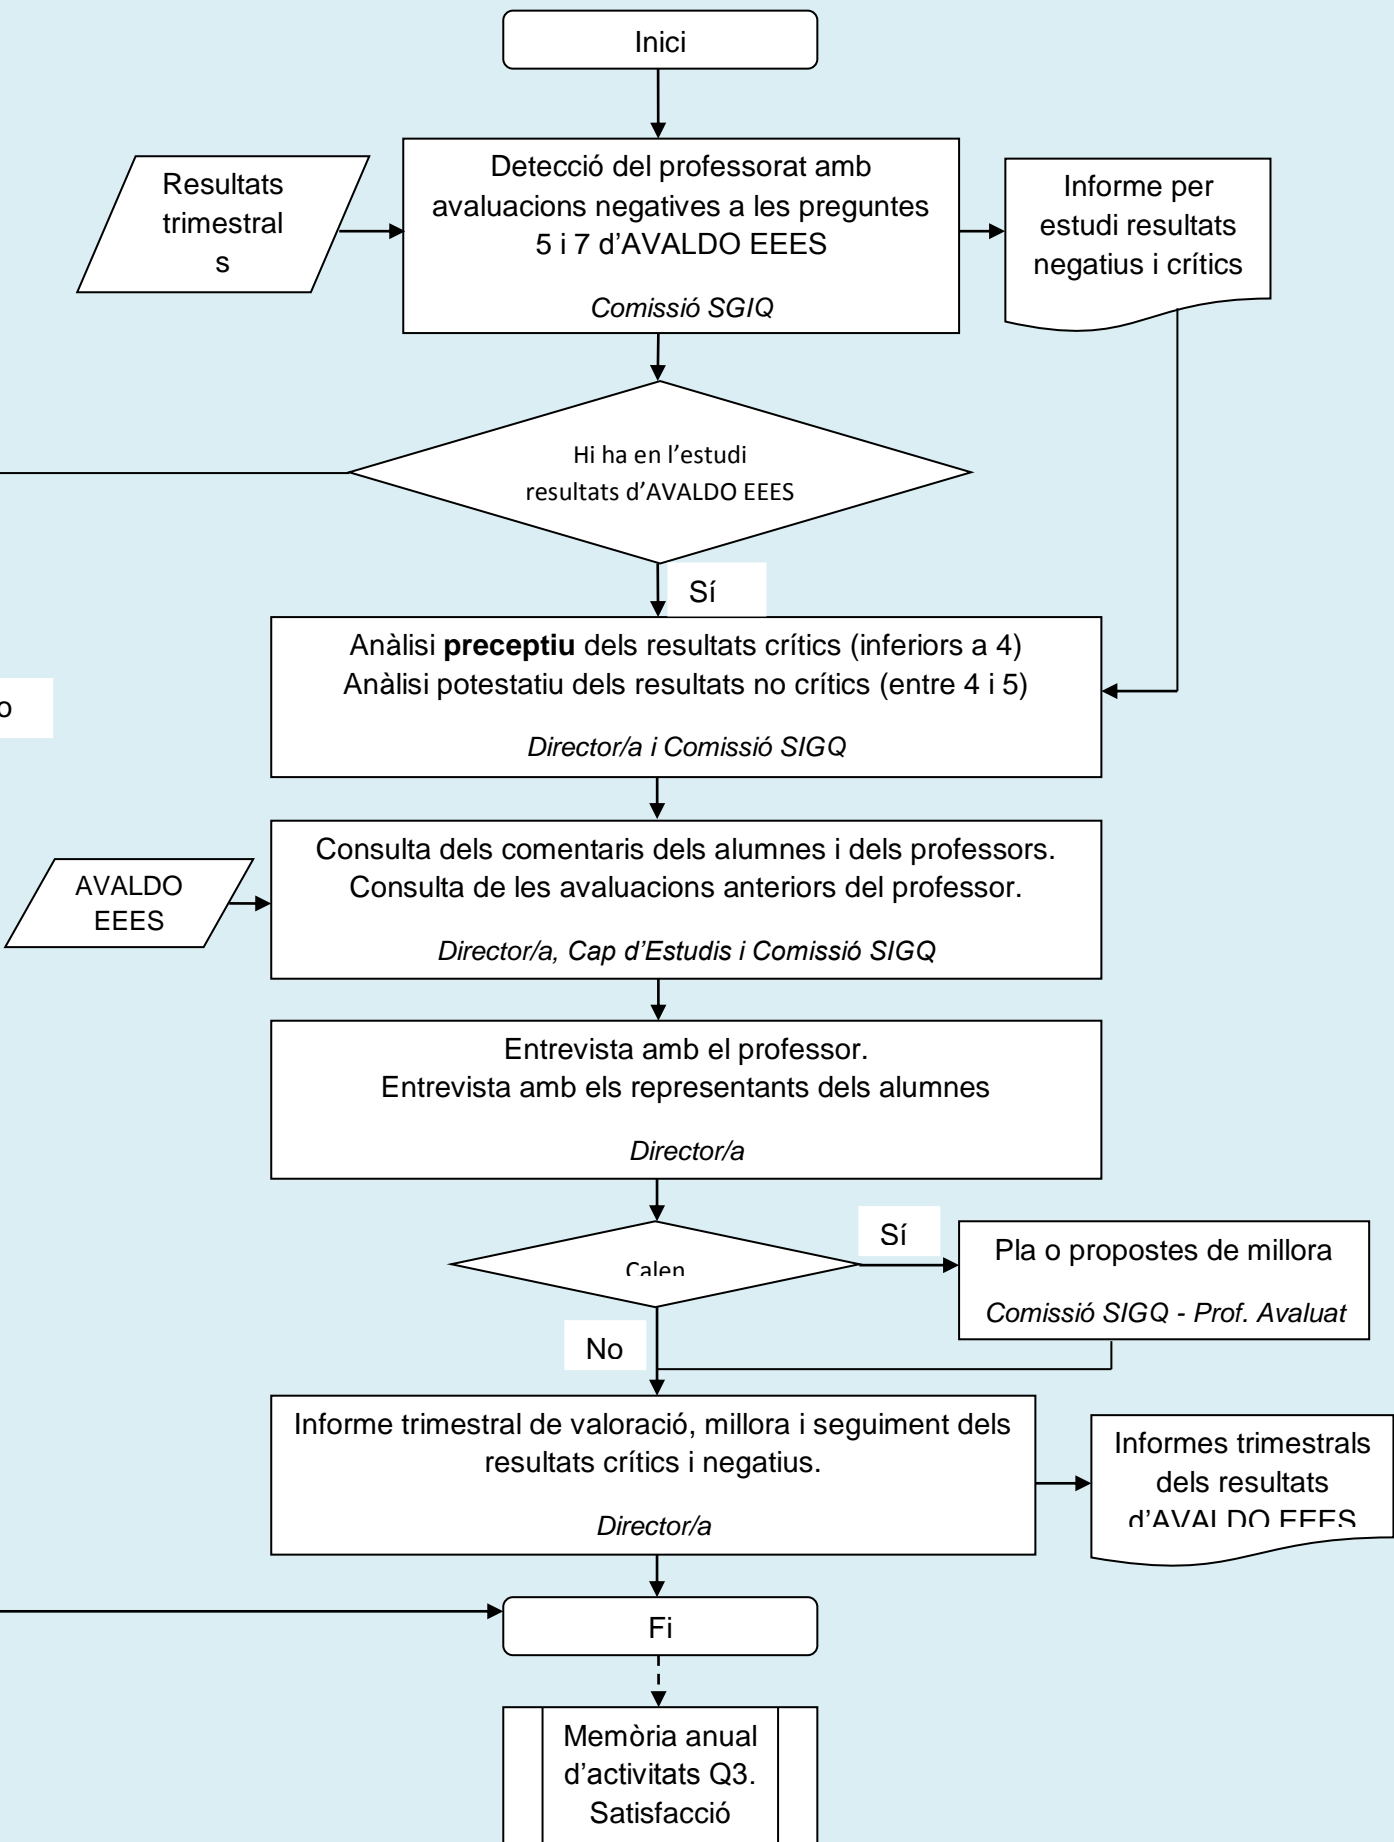 Inici
Resultats
trimestral
s
Detecció del professorat amb
avaluacions negatives a les preguntes
5 i 7 d’AVALDO EEES
Comissió SGIQ
Informe per
estudi resultats
negatius i crítics
Hi ha en l’estudi
resultats d’AVALDO EEES
Sí
Anàlisi preceptiu dels resultats crítics (inferiors a 4)
Anàlisi potestatiu dels resultats no crítics (entre 4 i 5)
Director/a i Comissió SIGQ
o
AVALDO
EEES
Consulta dels comentaris dels alumnes i dels professors.
Consulta de les avaluacions anteriors del professor.
Director/a, Cap d’Estudis i Comissió SIGQ
Entrevista amb el professor.
Entrevista amb els representants dels alumnes
Director/a
Calen
Sí
Pla o propostes de millora
Comissió SIGQ - Prof. Avaluat
No
Informe trimestral de valoració, millora i seguiment dels
resultats crítics i negatius.
Director/a
Informes trimestrals
dels resultats
d’AVALDO EEES
Fi
Memòria anual
d’activitats Q3.
Satisfacció